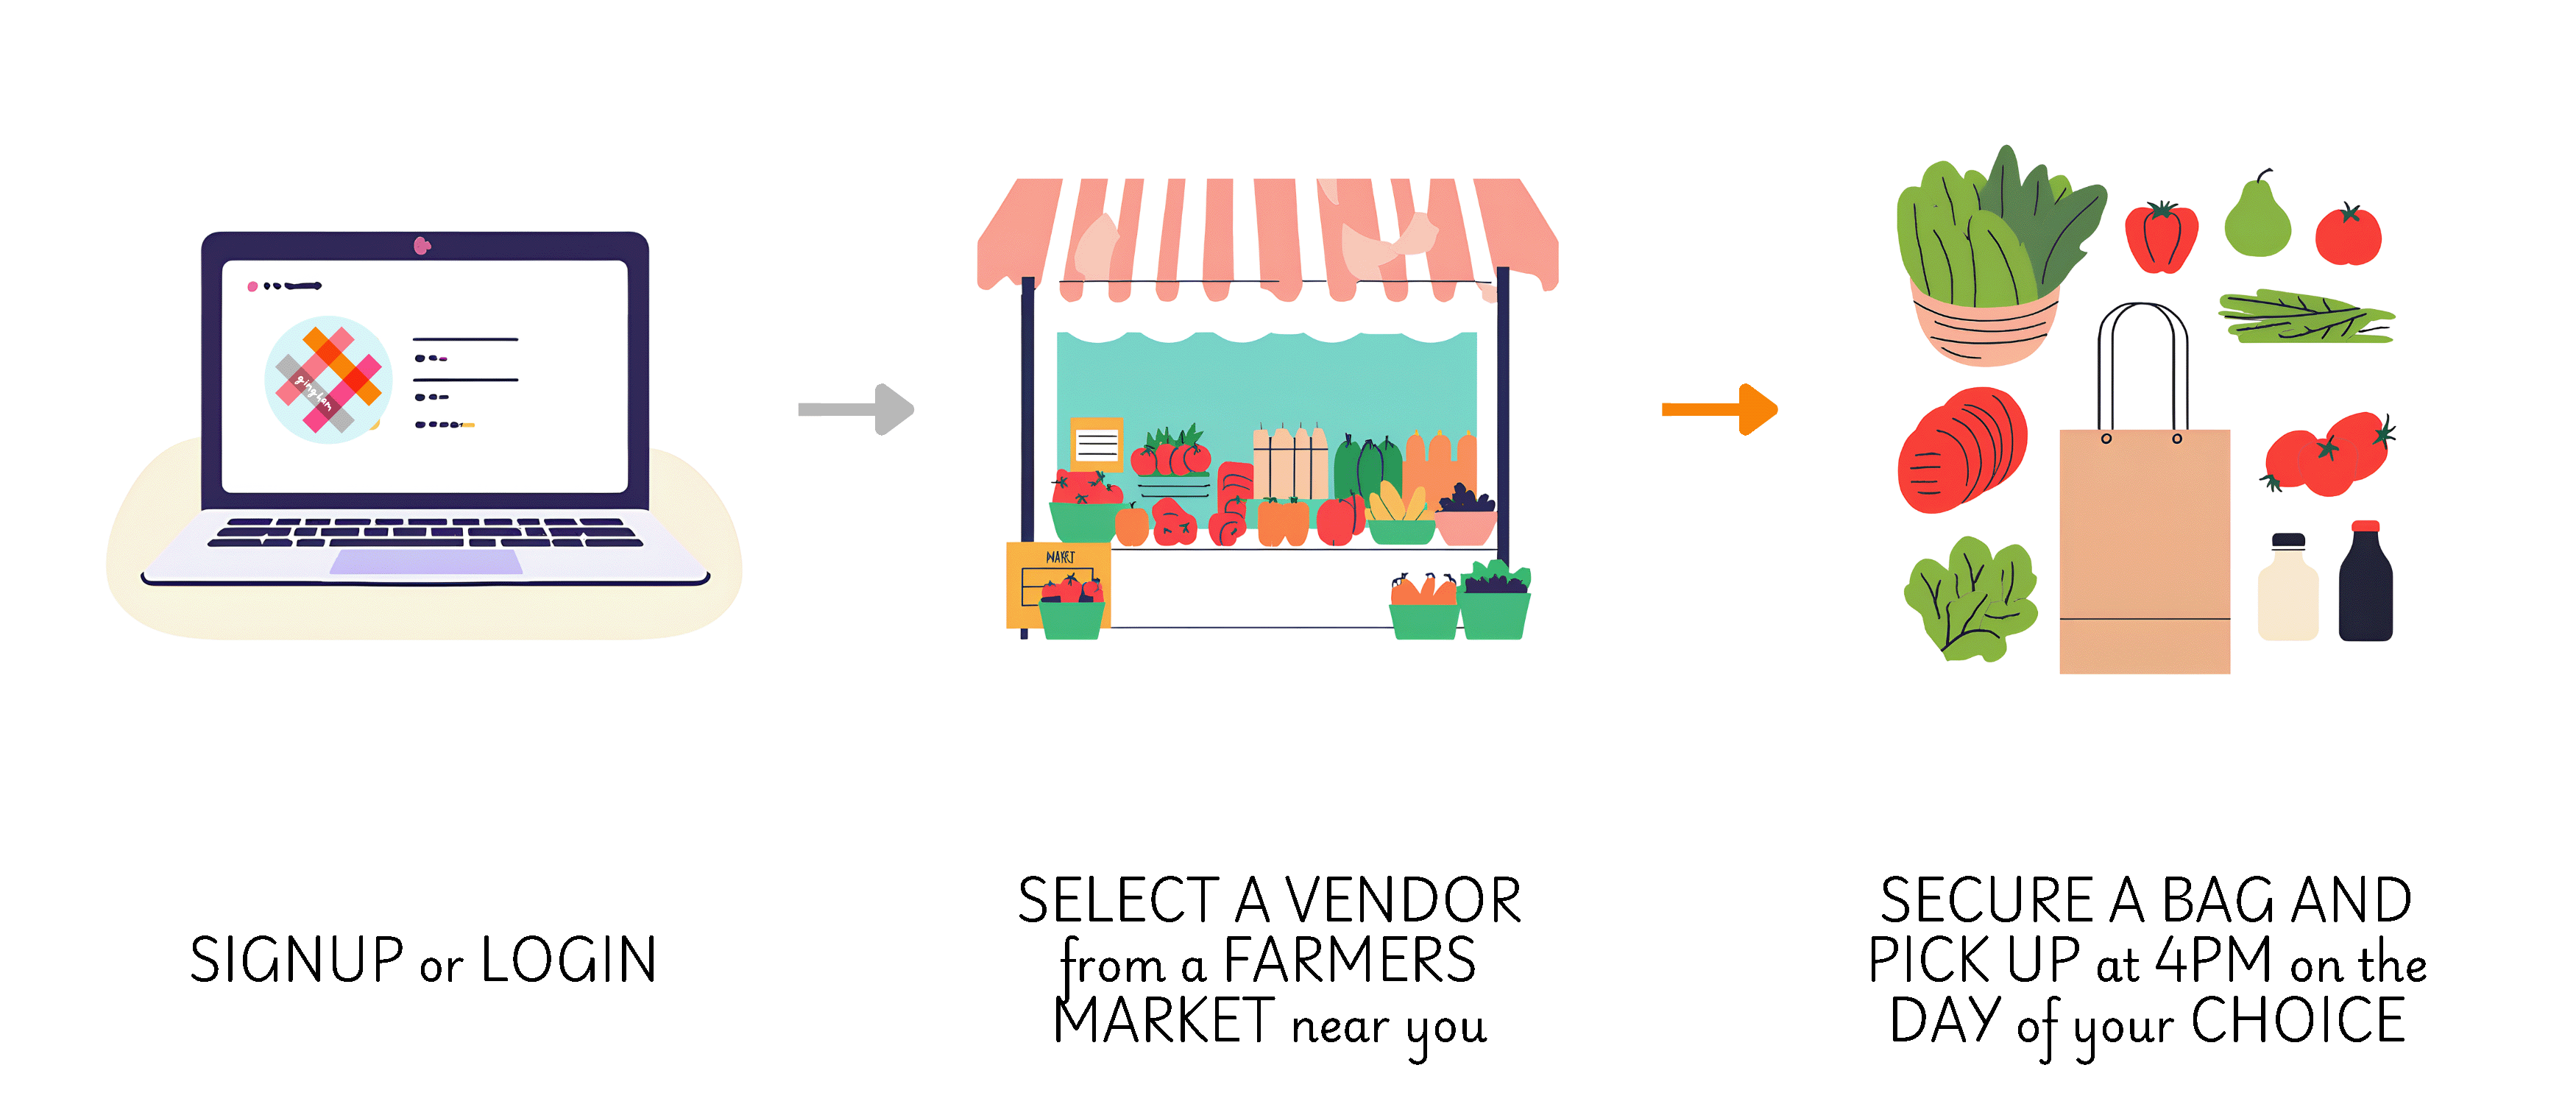 gingham
SIGNUP or LOGIN
SELECT A VENDOR
from a FARMERS
MARKET near you
SECURE A BAG AND
PICK UP at 4PM on the
DAY of your CHOICE